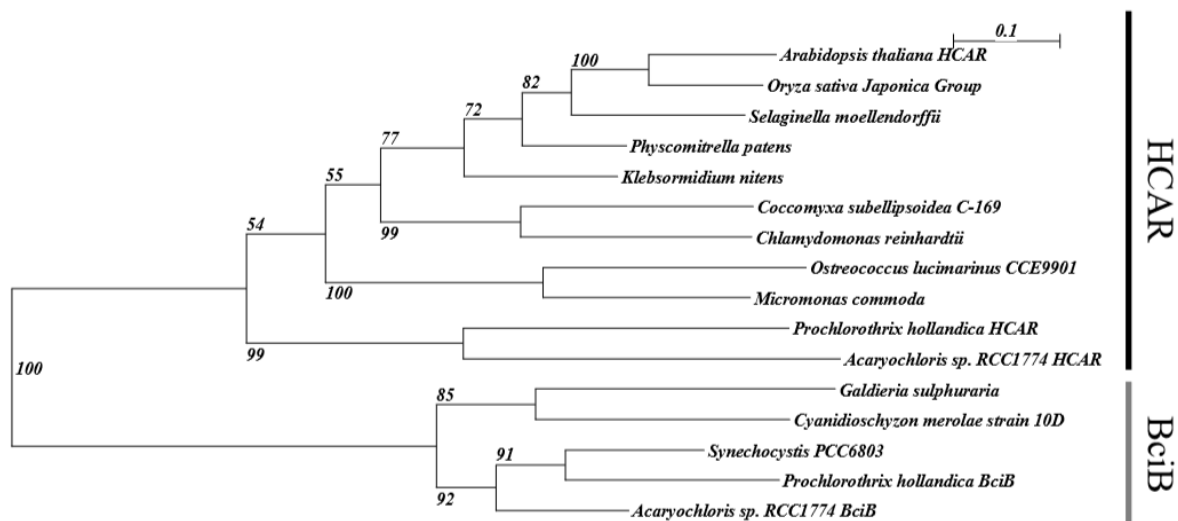 0.1
Arabidopsis thaliana HCAR
100
Oryza sativa Japonica Group
82
Selaginella moellendorffii
72
Physcomitrella patens
77
Klebsormidium nitens
55
Coccomyxa subellipsoidea C-169
99
Chlamydomonas reinhardtii
54
Ostreococcus lucimarinus CCE9901
100
Micromonas commoda
Prochlorothrix hollandica HCAR
99
Acaryochloris sp. RCC1774 HCAR
HCAR
100
Galdieria sulphuraria
85
Cyanidioschyzon merolae strain 10D
Synechocystis PCC6803
91
Prochlorothrix hollandica BciB
92
Acaryochloris sp. RCC1774 BciB
BciB